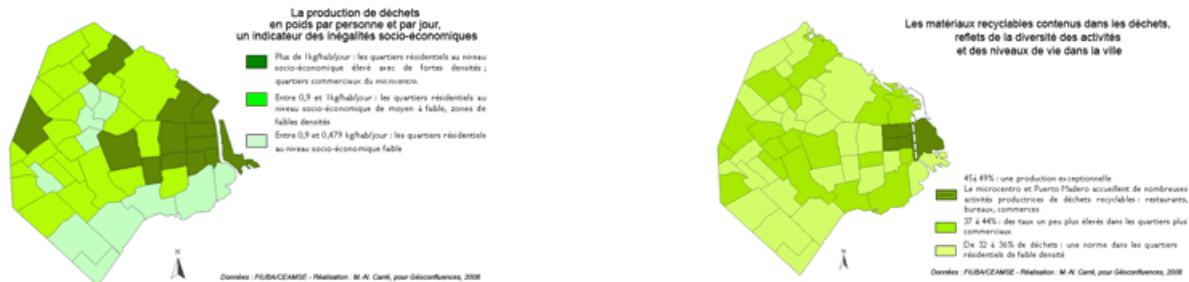 La production de déchets
en poids par personne et par jour,
un indicateur des inégalités socio-économiques
Plus de 1kg/hab/jour : les quartiers résidentiels au niveau
socio-économique élevé avec de fortes densités ;
quartiers commerciaux du microcentro.
Entre 0,9 et 1kg/hab/jour : les quartiers résidentiels au
niveau socio-économique de moyen à faible, zones de
faibles densités
Entre 0,9 et 0,479 kg/hab/jour : les quartiers résidentiels
au niveau socio-économique faible
N
Données : FIUBA/CEAMSE - Réalisation : M.-N. Carré, pour Géoconfluences, 2008
Les matériaux recyclables contenus dans les déchets,
reflets de la diversité des activités
et des niveaux de vie dans la ville
45à 49% : une production exceptionnelle
Le microcentro et Puerto Madero accueillent de nombreuses
activités productrices de déchets recyclables : restaurants,
bureaux, commerces
37 à 44% : des taux un peu plus élevés dans les quartiers plus
commerciaux
De 32 à 36% de déchets : une norme dans les quartiers
résidentiels de faible densité
N
Données : FIUBA/CEAMSE - Réalisation : M.-N. Carré, pour Géoconfluences, 2008